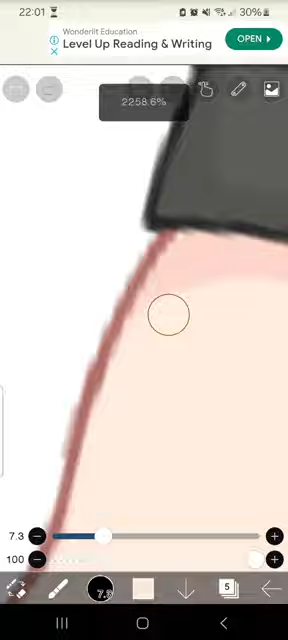 22:01 30%
Wonderlit Education
Level Up Reading & Writing
OPEN
2258.6%
7.3
100
7.3
5